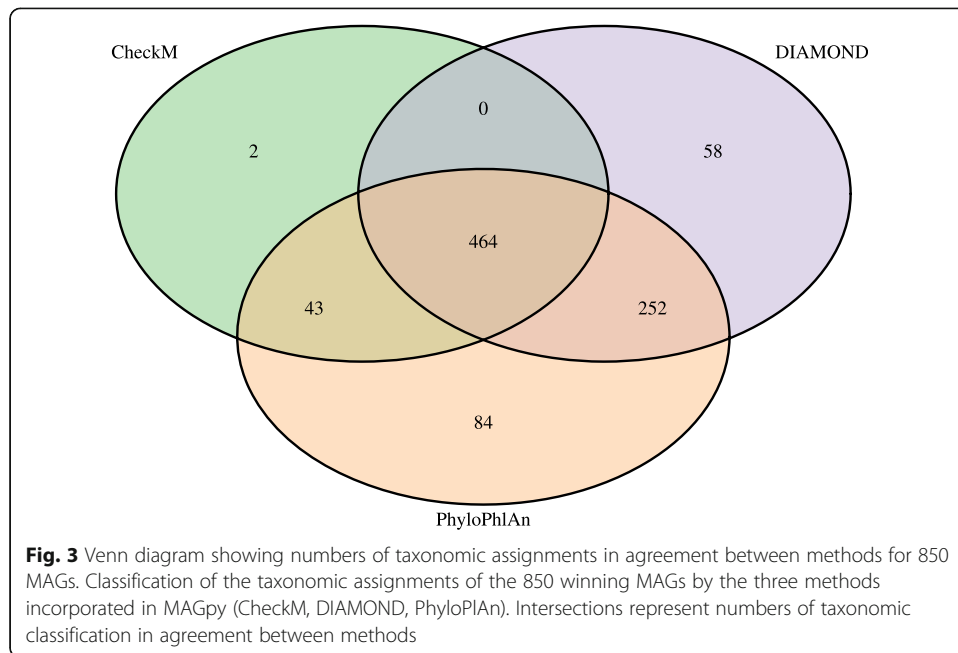 CheckM
DIAMOND
0
2
58
464
43
252
84
PhyloPhlAn
Fig. 3 Venn diagram showing numbers of taxonomic assignments in agreement between methods for 850
MAGs. Classification of the taxonomic assignments of the 850 winning MAGs by the three methods
incorporated in MAGpy (CheckM, DIAMOND, PhyloPlAn). Intersections represent numbers of taxonomic
classification in agreement between methods